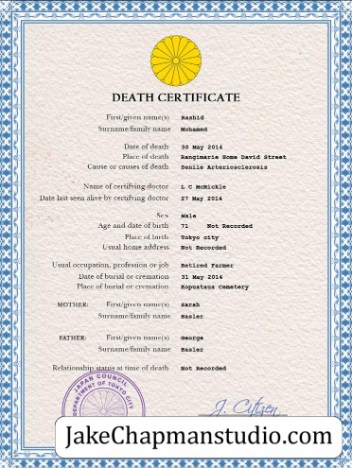 DEATH CERTIFICATE
First/given name(s) Rashid
Surname/family name Mohamed
Date of death 30 May 2014
Place of death Rangimarie Home David Street
Cause or causes of death Senile Arteriosclerosis
Name of certifying doctor L C McNickle
Date last seen alive by certifying doctor 27 May 2014
Sex Male
Age and date of birth 71 Not Recorded
Place of birth Tokyo city
Usual home address Not Recorded
Usual occupation, profession or job Retired Farmer
Date of burial or cremation 31 May 2014
Place of burial or cremation Koputaroa Cemetery
MOTHER: First/given name(s) Sarah
Surname/family name Hasler
FATHER: First/given name(s) George
Surname/family name Hasler
Relationship status at time of death Not Recorded
JAPAN COUNCIL
DEPARTMENT OF TOKYO CITY
J. Citizen
JakeChapmanstudio.com